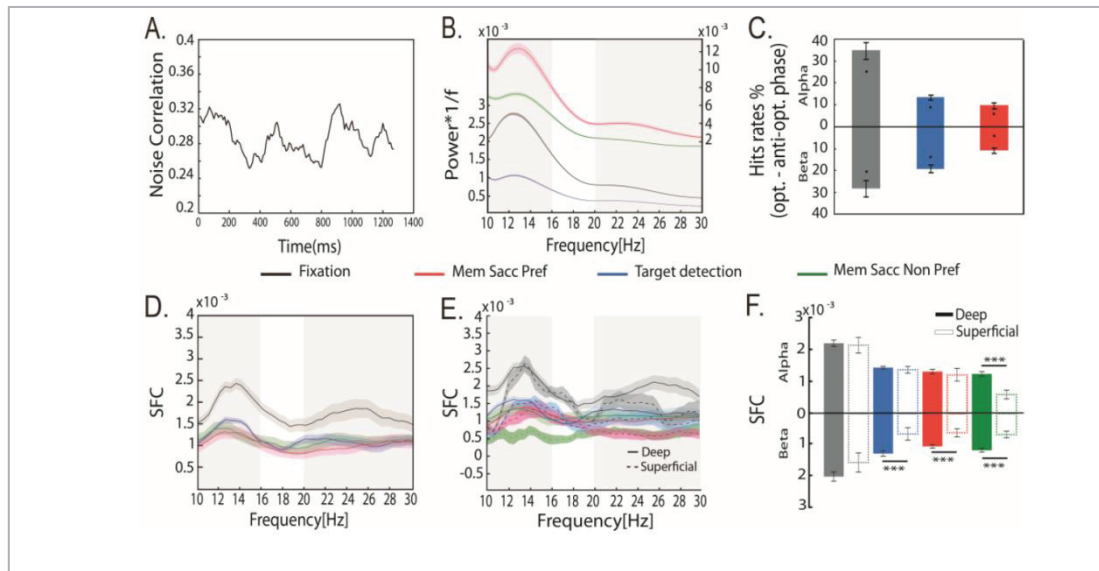 A.
0.4
0.36
0.32
0.28
0.24
0.2
Noise Correlation
0 200 400 600 800 1000 1200 1400
Time(ms)
B.
×10⁻³
×10⁻³
3
2.5
2
1.5
1
0.5
Power*1/f
12
10
8
6
4
2
10 12 14 16 18 20 22 24 26 28 30
Frequency[Hz]
C.
40
30
20
10
0
10
20
30
40
Hits rates %
(opt. - anti-opt. phase)
Alpha
Beta
Fixation Mem Sacc Pref Target detection Mem Sacc Non Pref
D.
×10⁻³
4
3.5
3
2.5
2
1.5
1
0.5
SFC
10 12 14 16 18 20 22 24 26 28 30
Frequency[Hz]
E.
×10⁻³
4
3.5
3
2.5
2
1.5
1
0.5
0
-0.5
SFC
Deep
Superficial
10 12 14 16 18 20 22 24 26 28 30
Frequency[Hz]
F.
×10⁻³
3
2
1
0
1
2
3
SFC
Alpha
Beta
Deep
Superficial
***
*** *** ***